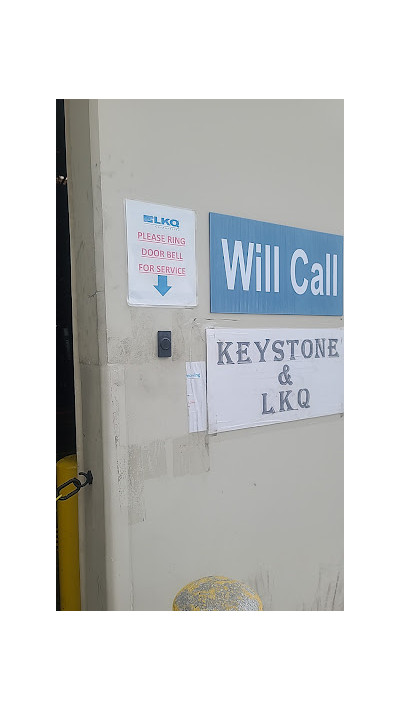 LKQ
PLEASE RING
DOOR BELL
FOR SERVICE
Will Call
KEYSTONE
&
LKQ